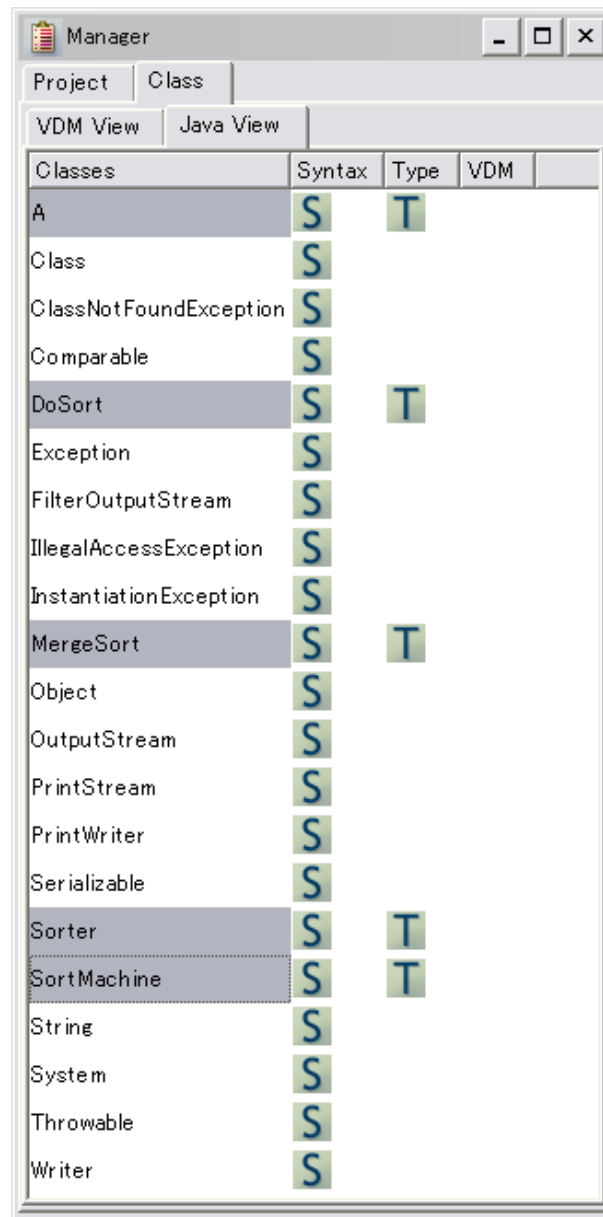 Manager
Project Class
VDM View Java View
Classes Syntax Type VDM
A S T
Class S
ClassNotFoundException S
Comparable S
DoSort S T
Exception S
FilterOutputStream S
IllegalAccessException S
InstantiationException S
MergeSort S T
Object S
OutputStream S
PrintStream S
PrintWriter S
Serializable S
Sorter S T
SortMachine S T
String S
System S
Throwable S
Writer S